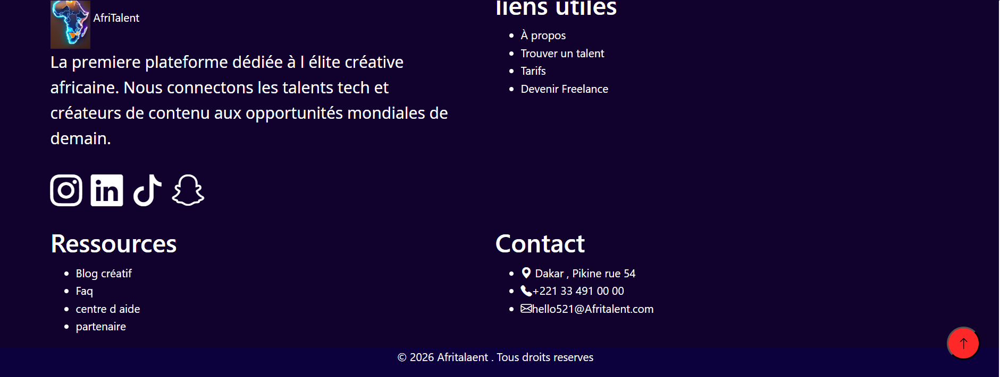 AfriTalent
La premiere plateforme dédiée à l élite créative
africaine. Nous connectons les talents tech et
créateurs de contenu aux opportunités mondiales de
demain.
liens utiles
À propos
Trouver un talent
Tarifs
Devenir Freelance
Ressources
Blog créatif
Faq
centre d aide
partenaire
Contact
Dakar , Pikine rue 54
+221 33 491 00 00
hello521@Afritalent.com
© 2026 Afritalaent . Tous droits reserves